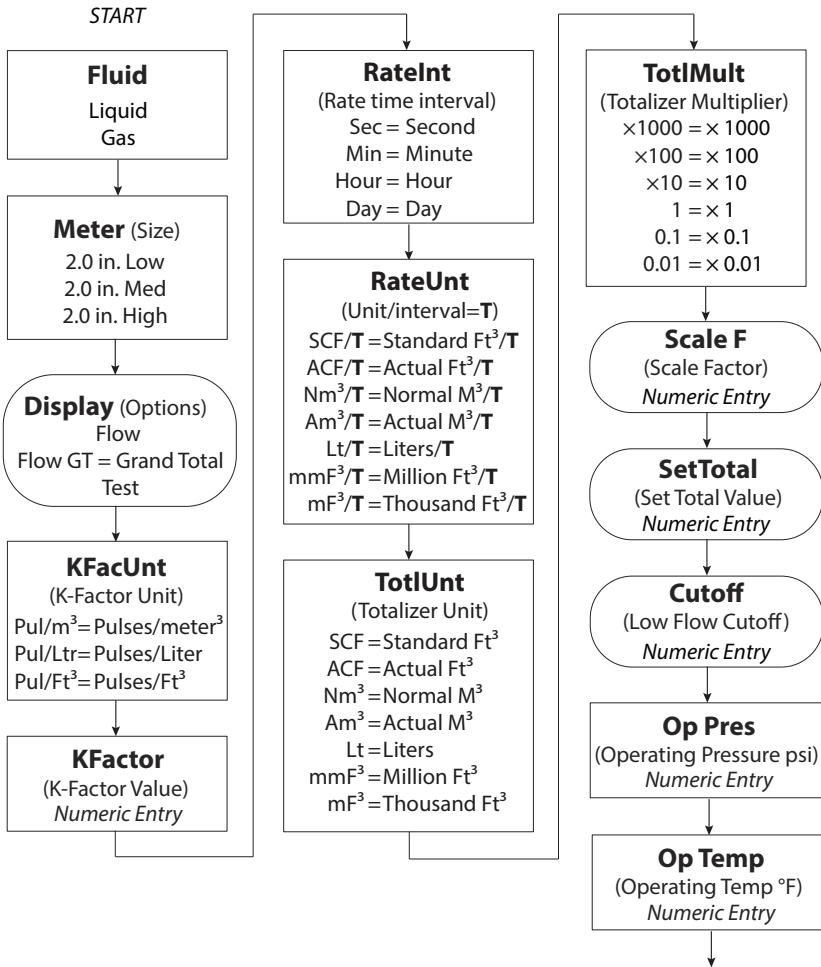 START
Fluid
Liquid
Gas
Meter (Size)
2.0 in. Low
2.0 in. Med
2.0 in. High
Display (Options)
Flow
Flow GT = Grand Total
Test
KFacUnt
(K-Factor Unit)
Pul/m³= Pulses/meter³
Pul/Ltr= Pulses/Liter
Pul/Ft³= Pulses/Ft³
KFactor
(K-Factor Value)
Numeric Entry
RateInt
(Rate time interval)
Sec = Second
Min = Minute
Hour = Hour
Day = Day
RateUnt
(Unit/interval=T)
SCF/T = Standard Ft³/T
ACF/T = Actual Ft³/T
Nm³/T = Normal M³/T
Am³/T = Actual M³/T
Lt/T = Liters/T
mmF³/T = Million Ft³/T
mF³/T = Thousand Ft³/T
TotlUnt
(Totalizer Unit)
SCF = Standard Ft³
ACF = Actual Ft³
Nm³ = Normal M³
Am³ = Actual M³
Lt = Liters
mmF³ = Million Ft³
mF³ = Thousand Ft³
TotlMult
(Totalizer Multiplier)
×1000 = × 1000
×100 = × 100
×10 = × 10
1 = × 1
0.1 = × 0.1
0.01 = × 0.01
Scale F
(Scale Factor)
Numeric Entry
SetTotal
(Set Total Value)
Numeric Entry
Cutoff
(Low Flow Cutoff)
Numeric Entry
Op Pres
(Operating Pressure psi)
Numeric Entry
Op Temp
(Operating Temp °F)
Numeric Entry